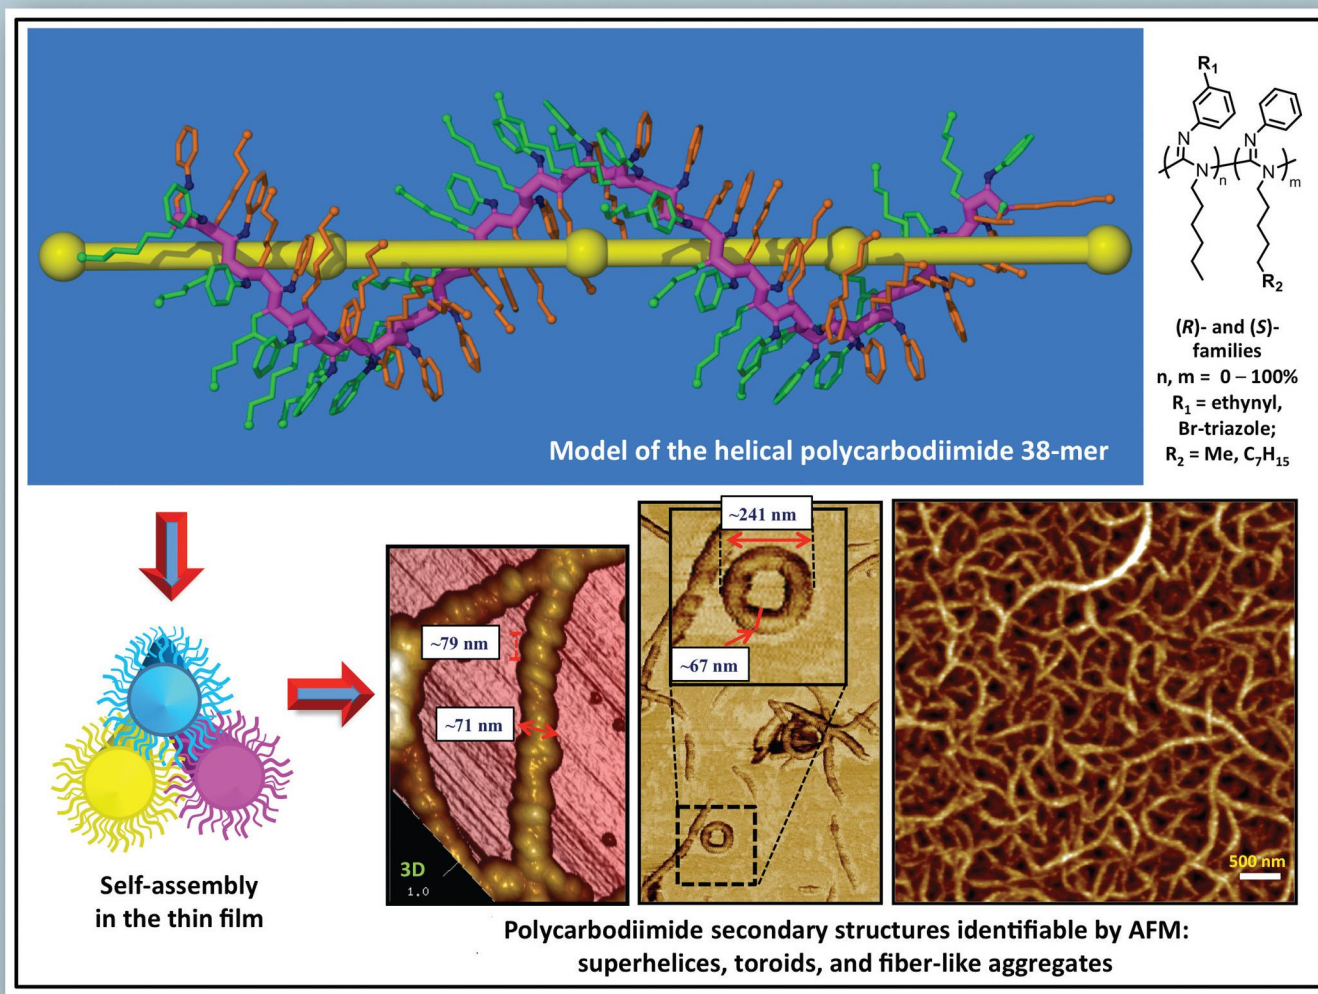 R1
N
N
N
n
N
m
R2
Model of the helical polycarbodiimide 38-mer
(R)- and (S)-
families
n, m = 0 – 100%
R1 = ethynyl,
Br-triazole;
R2 = Me, C7H15
Self-assembly
in the thin film
~79 nm
~71 nm
3D
1.0
~241 nm
~67 nm
500 nm
Polycarbodiimide secondary structures identifiable by AFM:
superhelices, toroids, and fiber-like aggregates